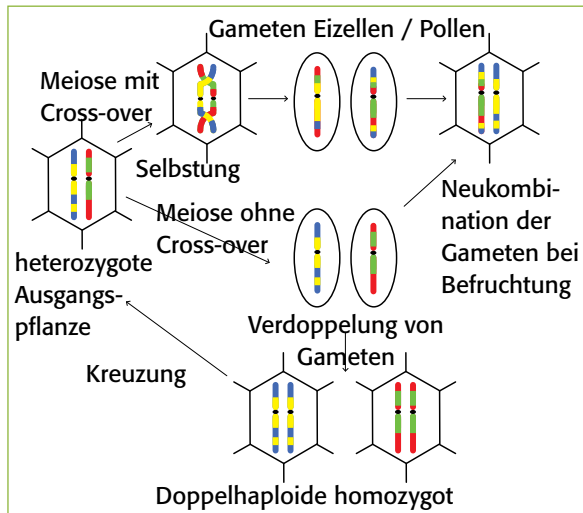 Gameten Eizellen / Pollen
Meiose mit
Cross-over
Selbstung
Meiose ohne
Cross-over
Neukombi-
nation der
Gameten bei
Befruchtung
heterozygote
Ausgangs-
pflanze
Verdoppelung von
Gameten
Kreuzung
Doppelhaploide homozygot